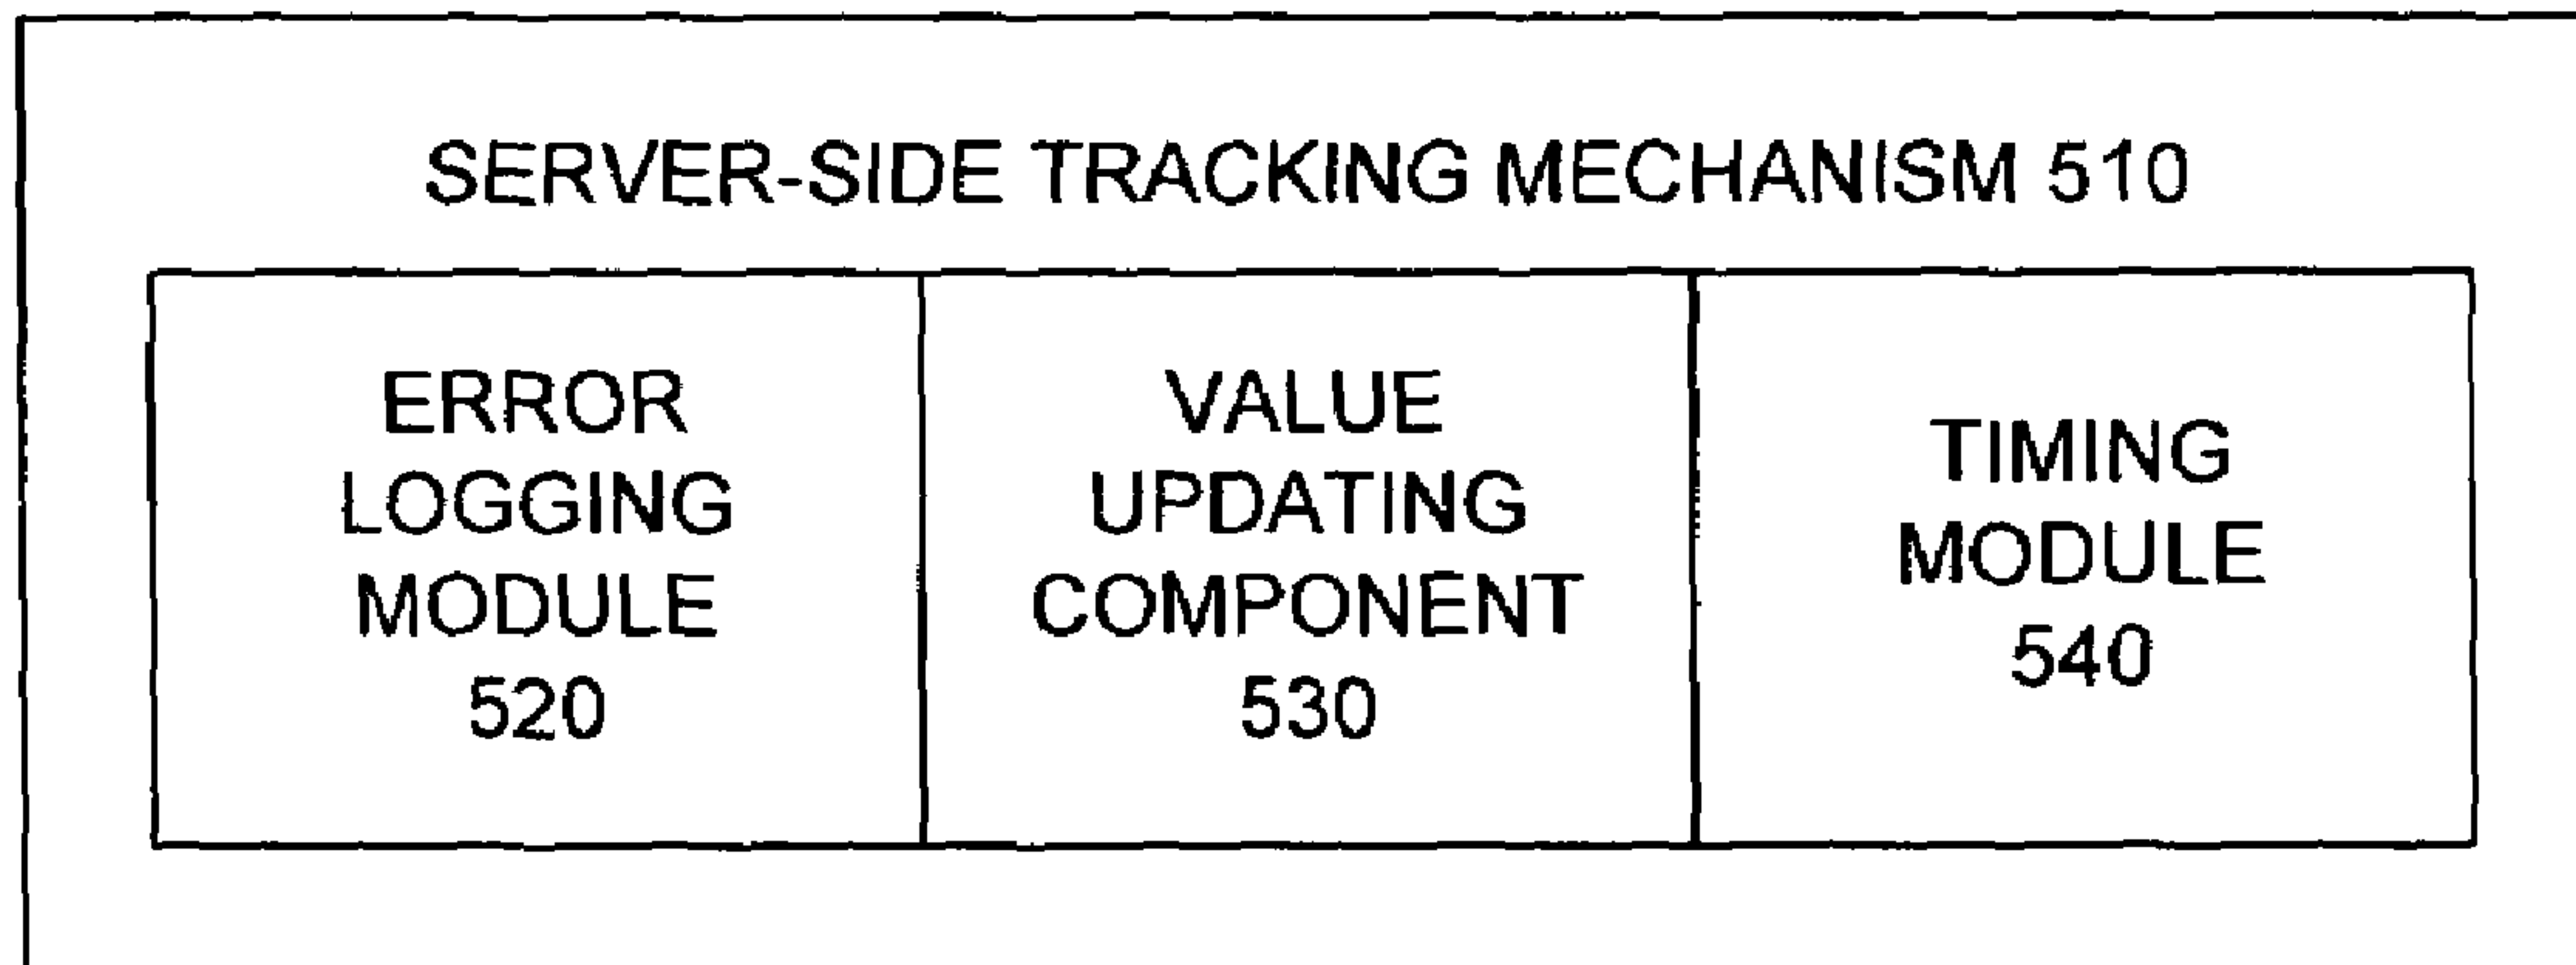 SERVER-SIDE TRACKING MECHANISM 510
ERROR
LOGGING
MODULE
520
VALUE
UPDATING
COMPONENT
530
TIMING
MODULE
540